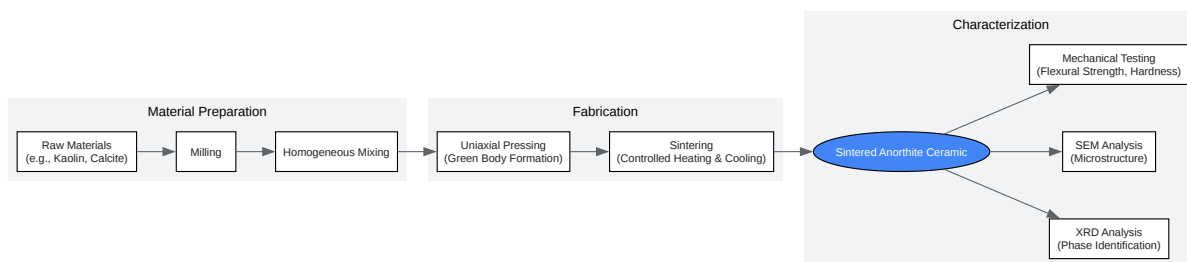 Material Preparation
Raw Materials
(e.g., Kaolin, Calcite)
Milling
Homogeneous Mixing
Fabrication
Uniaxial Pressing
(Green Body Formation)
Sintering
(Controlled Heating & Cooling)
Characterization
Sintered Anorthite Ceramic
Mechanical Testing
(Flexural Strength, Hardness)
SEM Analysis
(Microstructure)
XRD Analysis
(Phase Identification)